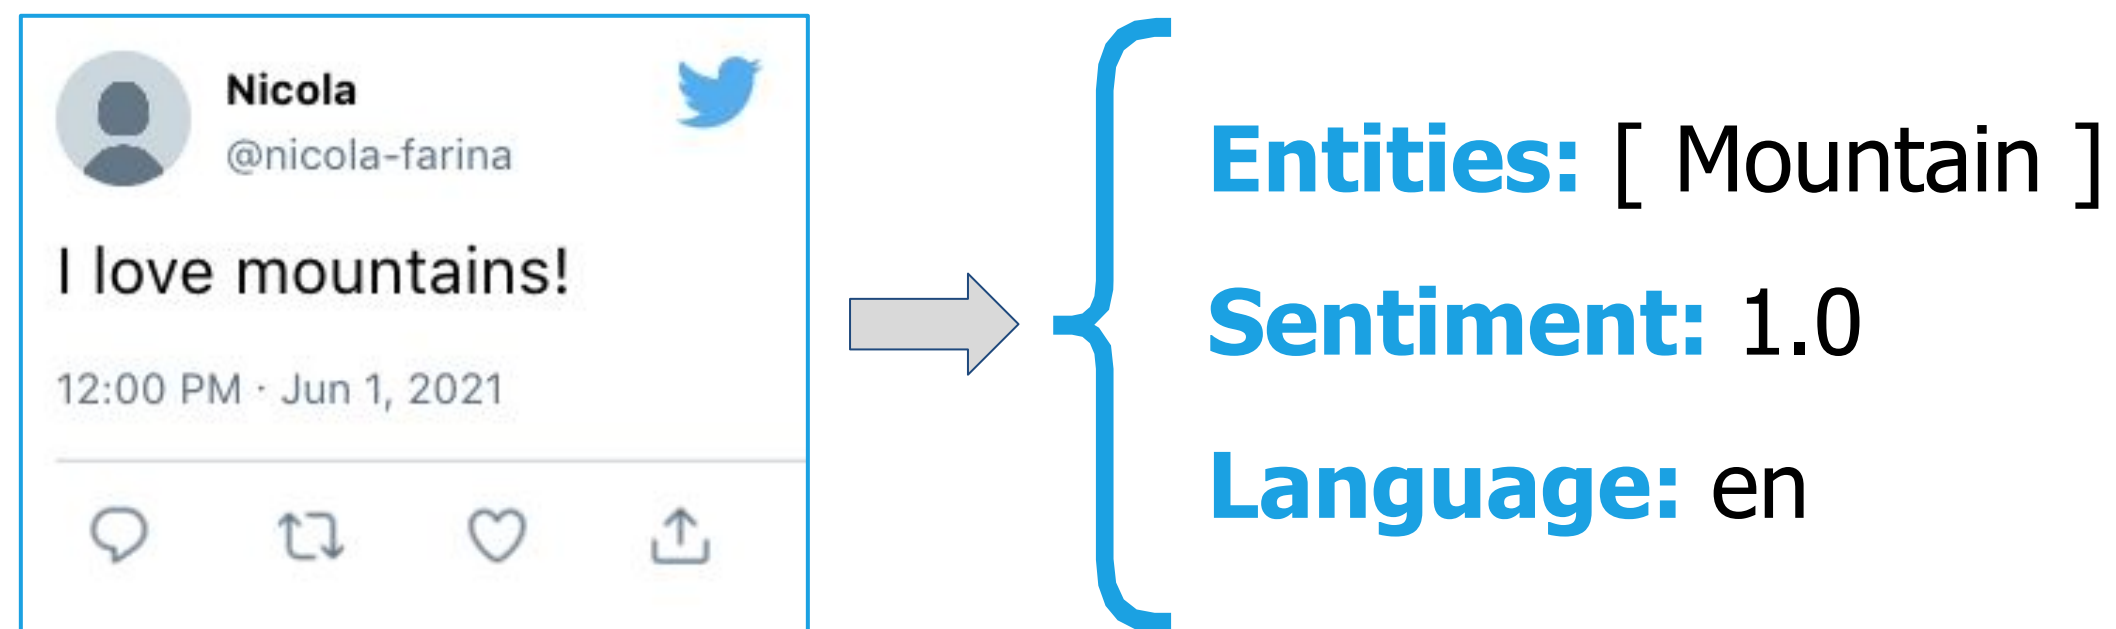 Nicola
@nicola-farina
I love mountains!
12:00 PM · Jun 1, 2021
Entities: [ Mountain ]
Sentiment: 1.0
Language: en